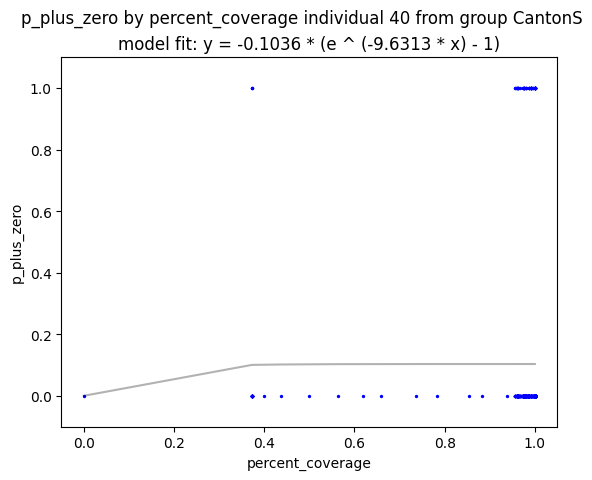 p_plus_zero by percent_coverage individual 40 from group CantonS
model fit: y = -0.1036 * (e ^ (-9.6313 * x) - 1)
1.0
0.8
0.6
0.4
0.2
0.0
p_plus_zero
0.0 0.2 0.4 0.6 0.8 1.0
percent_coverage